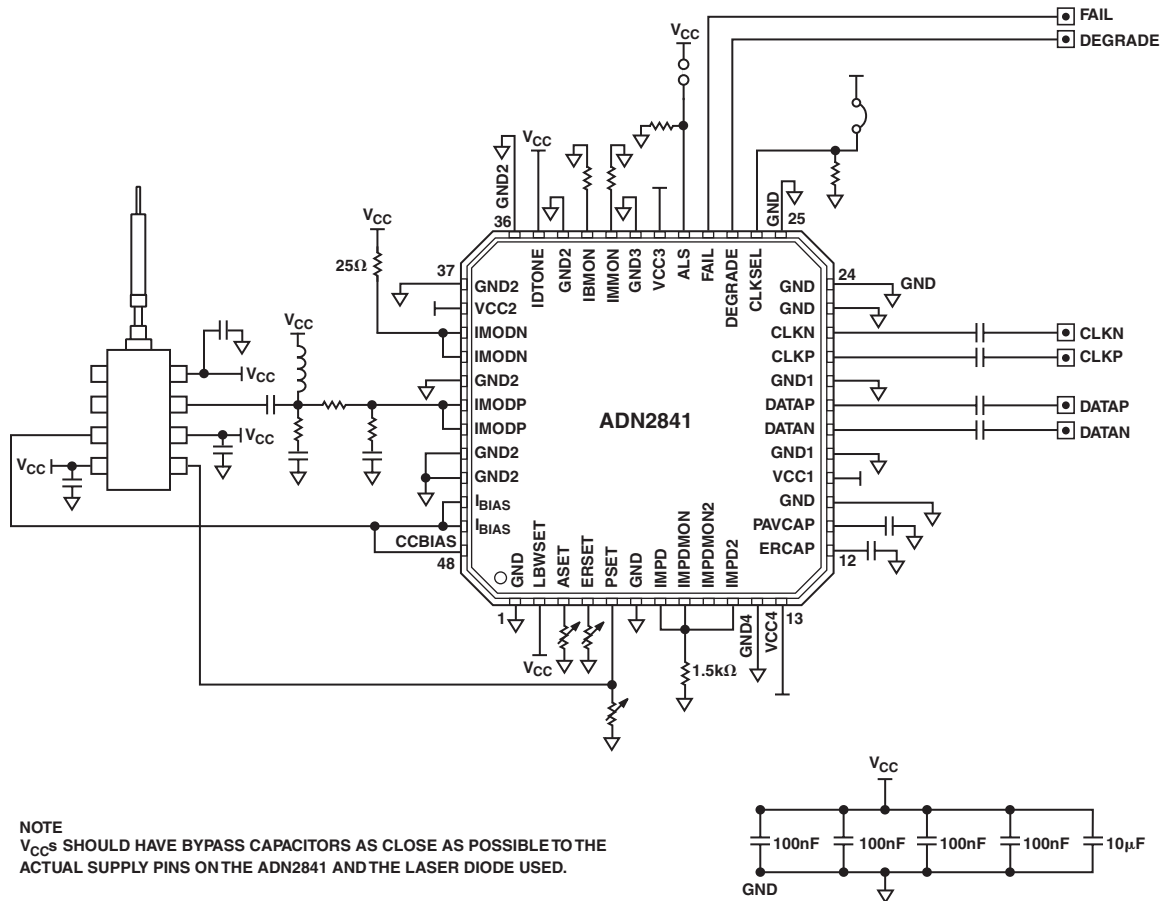 FAIL
DEGRADE
VCC
VCC
GND2
36
GND
25
VCC
25Ω
37
24
GND
IDTONE
GND2
IBMON
IMMON
GND3
VCC3
ALS
FAIL
DEGRADE
CLKSEL
GND2
VCC2
IMODN
IMODN
GND2
IMODP
IMODP
GND2
GND2
IBIAS
IBIAS
CCBIAS
48
ADN2841
GND
GND
CLKN
CLKP
GND1
DATAP
DATAN
GND1
VCC1
GND
PAVCAP
ERCAP
12
CLKN
CLKP
DATAP
DATAN
VCC
VCC
VCC
VCC
GND
LBWSET
ASET
ERSET
PSET
GND
IMPD
IMPDMON
IMPDMON2
IMPD2
GND4
VCC4
1
13
VCC
1.5kΩ
VCC
100nF
100nF
100nF
100nF
10μF
GND
NOTE
VCCs SHOULD HAVE BYPASS CAPACITORS AS CLOSE AS POSSIBLE TO THE
ACTUAL SUPPLY PINS ON THE ADN2841 AND THE LASER DIODE USED.